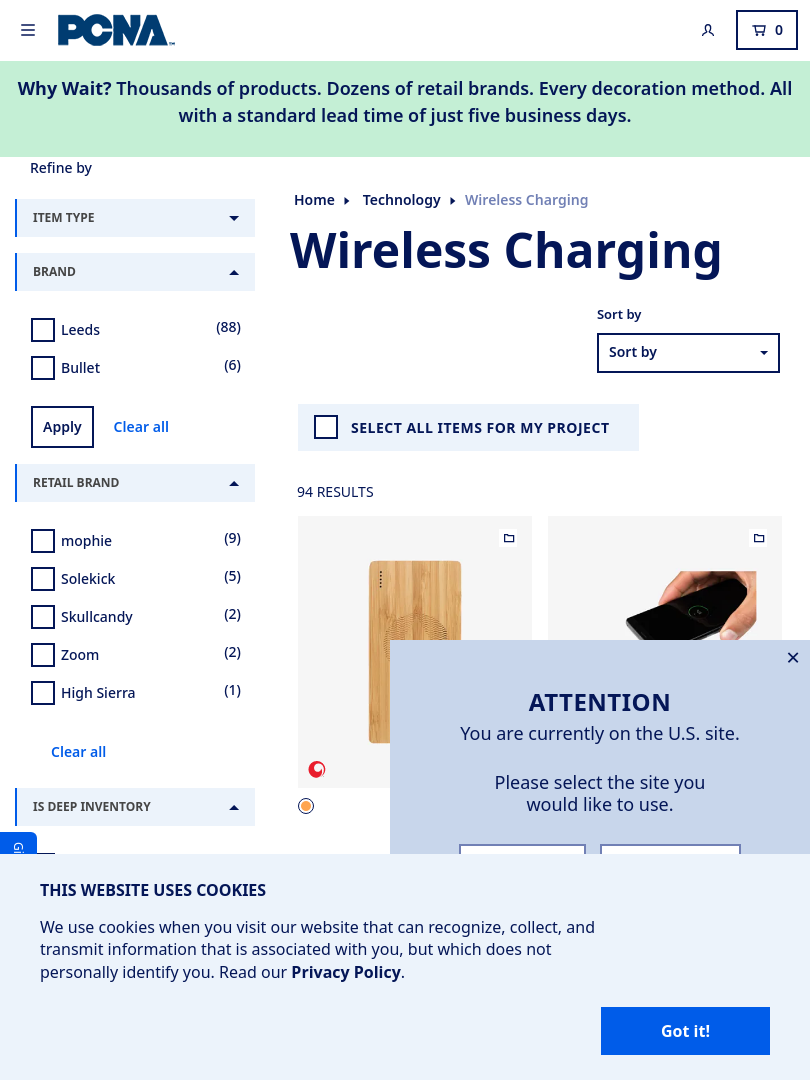 PCNA
0
Why Wait? Thousands of products. Dozens of retail brands. Every decoration method. All
with a standard lead time of just five business days.
Refine by
ITEM TYPE
BRAND
Leeds (88)
Bullet (6)
Apply Clear all
RETAIL BRAND
mophie (9)
Solekick (5)
Skullcandy (2)
Zoom (2)
High Sierra (1)
Clear all
IS DEEP INVENTORY
Home Technology Wireless Charging
Wireless Charging
Sort by
Sort by
SELECT ALL ITEMS FOR MY PROJECT
94 RESULTS
ATTENTION
You are currently on the U.S. site.
Please select the site you
would like to use.
THIS WEBSITE USES COOKIES
We use cookies when you visit our website that can recognize, collect, and
transmit information that is associated with you, but which does not
personally identify you. Read our Privacy Policy.
Got it!